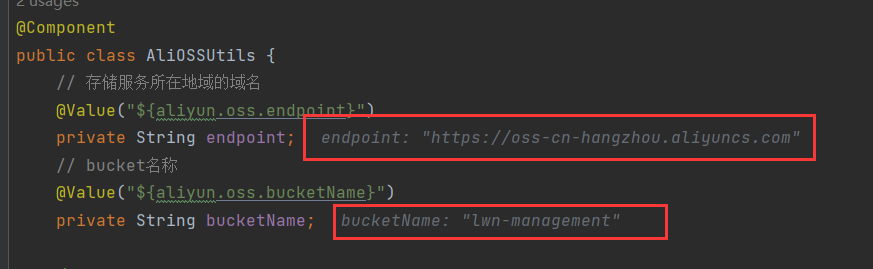 2 usages
@Component
public class AliOSSUtils {
// 存储服务所在地域的域名
@Value("${aliyun.oss.endpoint}")
private String endpoint; endpoint: "https://oss-cn-hangzhou.aliyuncs.com"
// bucket名称
@Value("${aliyun.oss.bucketName}")
private String bucketName; bucketName: "lwn-management"